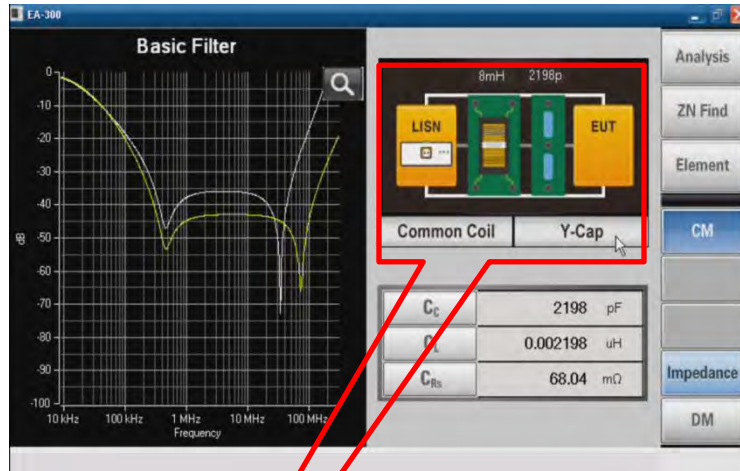 EA-300
Basic Filter
0
-10
-20
-30
-40
-50
-60
-70
-80
-90
-100
dB
10 kHz 100 kHz 1 MHz 10 MHz 100 MHz
Frequency
8mH 2198p
LISN
EUT
Common Coil Y-Cap
Cc 2198 pF
0.002198 uH
CRs 68.04 mΩ
Analysis
ZN Find
Element
CM
Impedance
DM